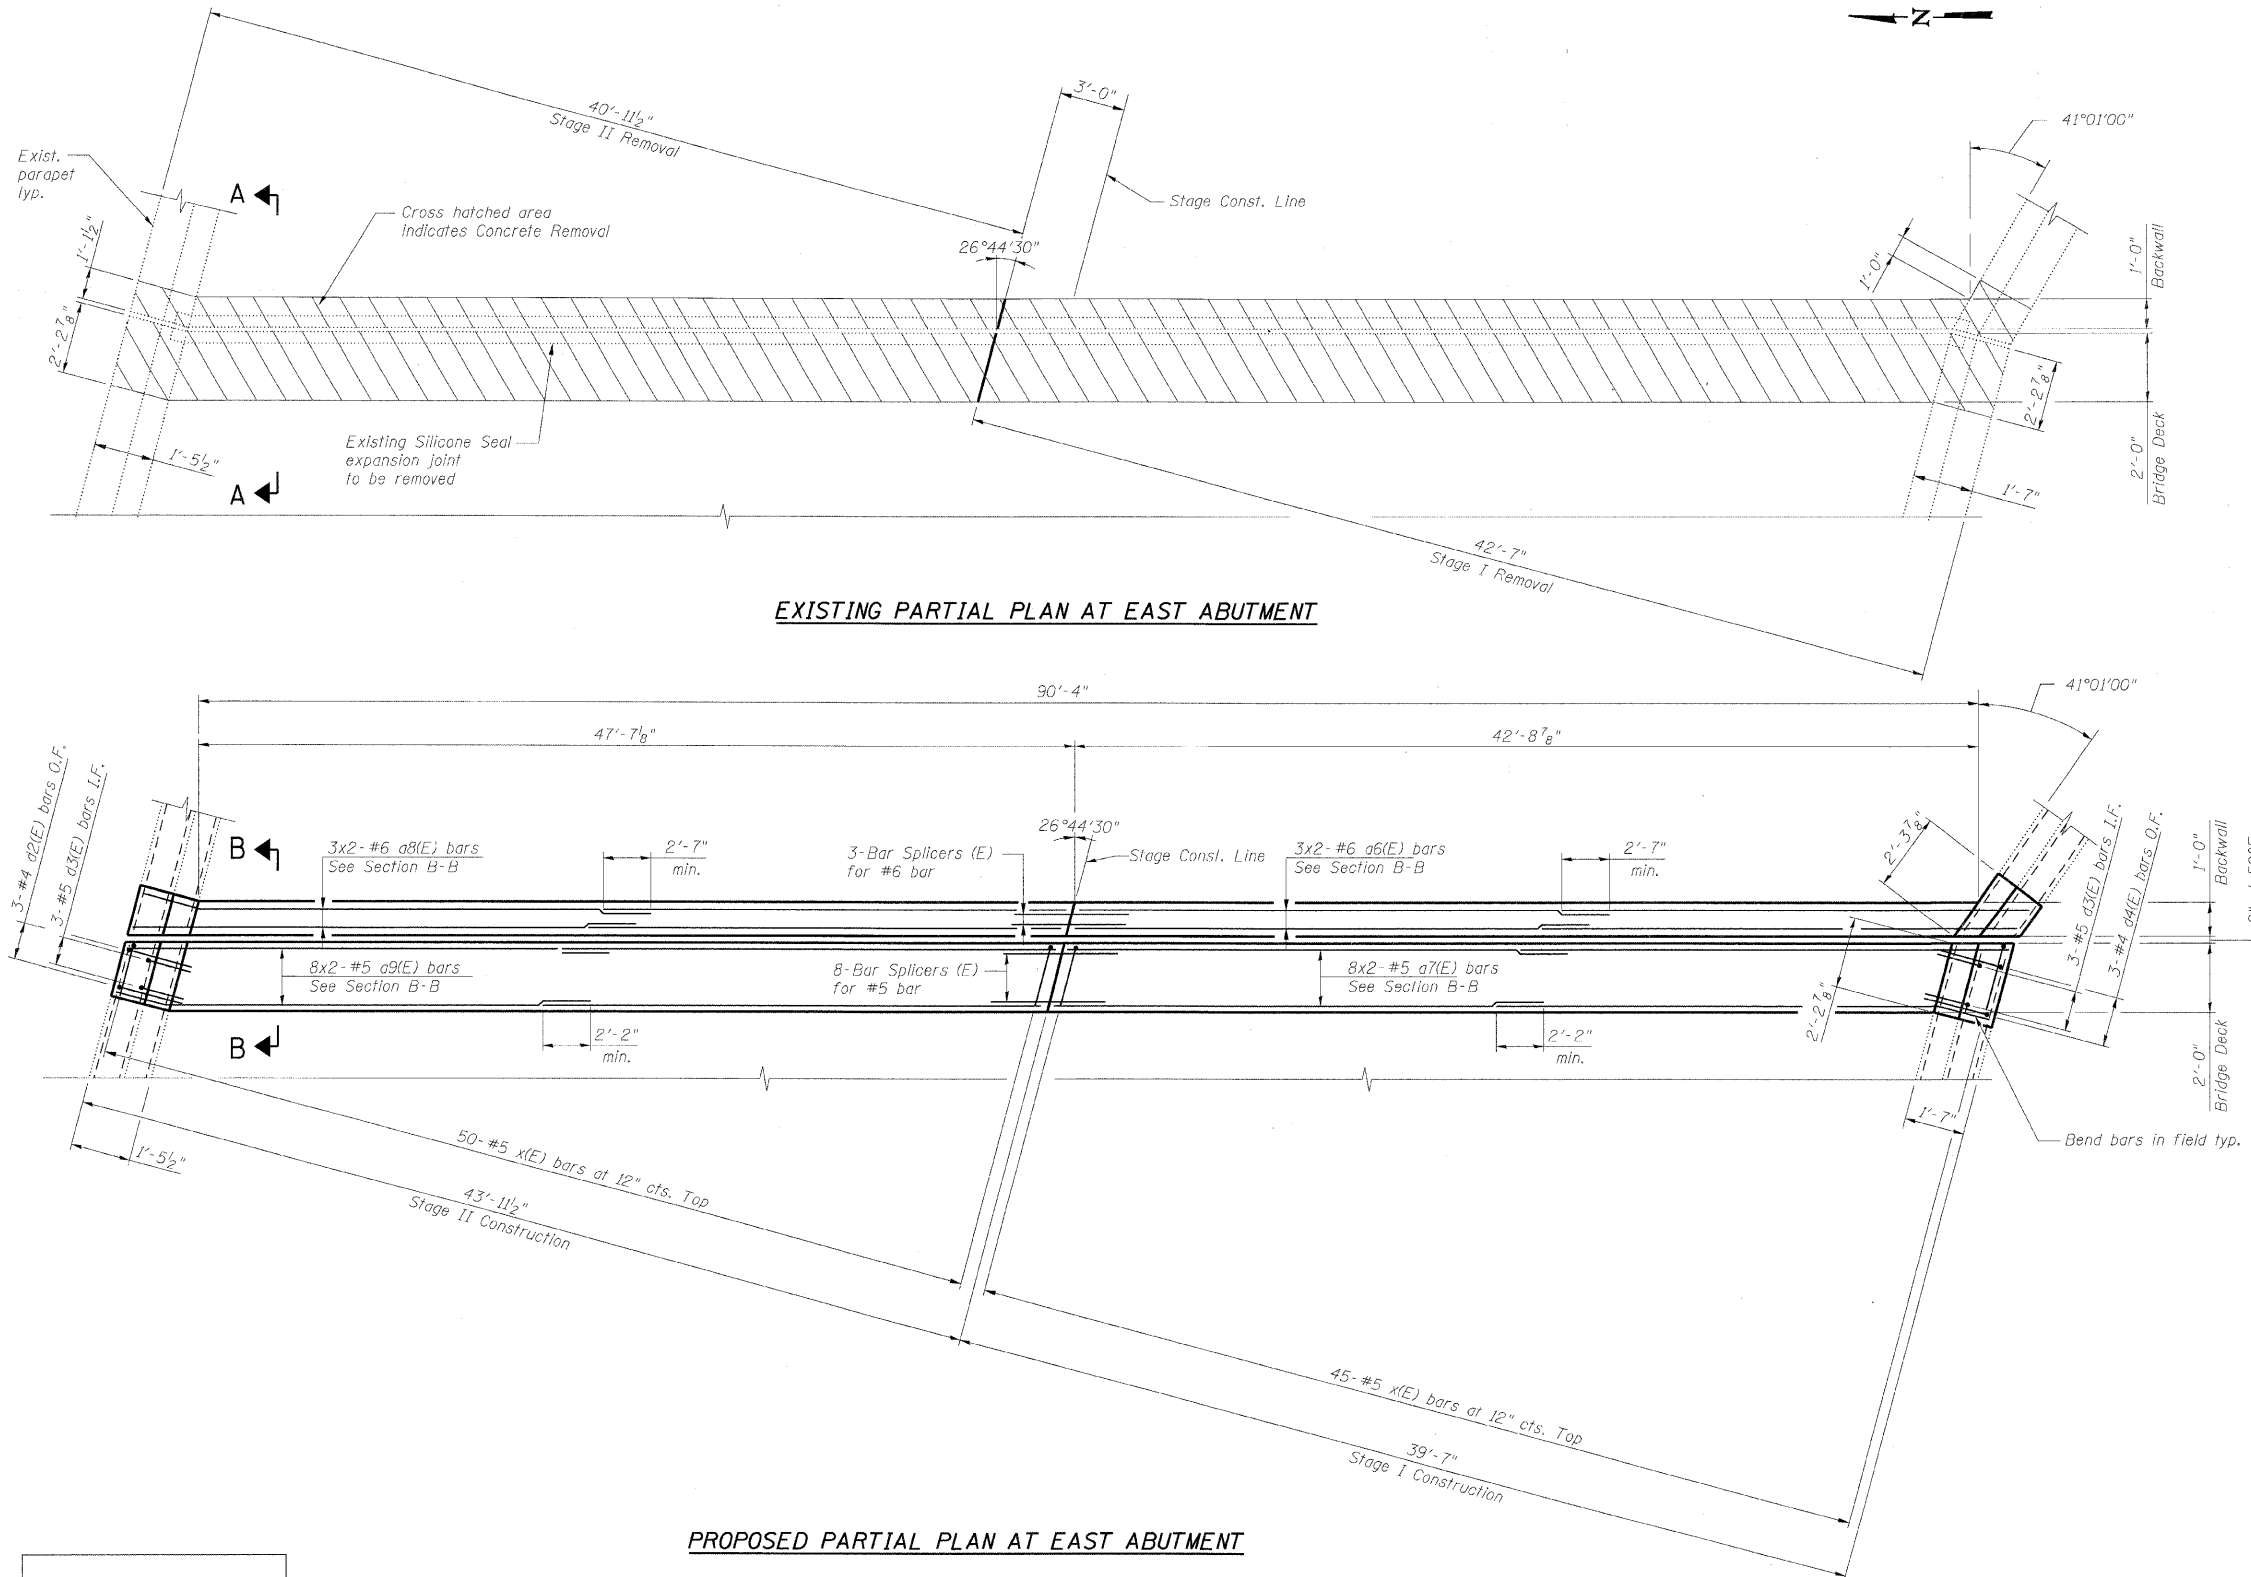 N
40'-11½"
Stage II Removal
3'-0"
41°01'00"
Exist.
parapet
typ.
A
Cross hatched area
indicates Concrete Removal
Stage Const. Line
26°44'30"
1'-1½"
1'-0"
1'-0"
Backwall
2'-2⅞"
2'-2⅞"
2'-0"
Bridge Deck
Existing Silicone Seal
expansion joint
to be removed
1'-5½"
A
1'-7"
42'-7"
Stage I Removal
EXISTING PARTIAL PLAN AT EAST ABUTMENT
90'-4"
41°01'00"
47'-7⅛"
42'-8⅞"
3-#4 d2(E) bars O.F.
3-#5 d3(E) bars I.F.
B
3x2-#6 a8(E) bars
See Section B-B
2'-7"
min.
3-Bar Splicers (E)
for #6 bar
26°44'30"
Stage Const. Line
3x2-#6 a6(E) bars
See Section B-B
2'-7"
min.
2'-3⅞"
3-#5 d3(E) bars I.F.
3-#4 d4(E) bars O.F.
1'-0"
Backwall
8x2-#5 a9(E) bars
See Section B-B
8-Bar Splicers (E)
for #5 bar
8x2-#5 a7(E) bars
See Section B-B
2'-2⅞"
2'-0"
Bridge Deck
B
2'-2"
min.
2'-2"
min.
1'-7"
Bend bars in field typ.
1'-5½"
50-#5 x(E) bars at 12" cts. Top
43'-11½"
Stage II Construction
45-#5 x(E) bars at 12" cts. Top
39'-7"
Stage I Construction
PROPOSED PARTIAL PLAN AT EAST ABUTMENT